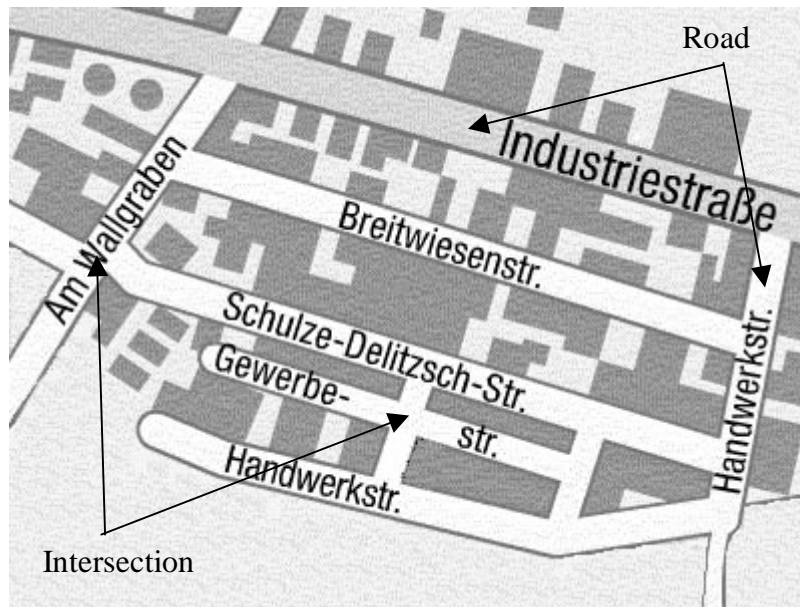 Road
Industriestraße
Am Wallgraben
Breitwiesenstr.
Schulze-Delitzsch-Str.
Gewerbe-
str.
Handwerkstr.
Handwerkstr.
Intersection